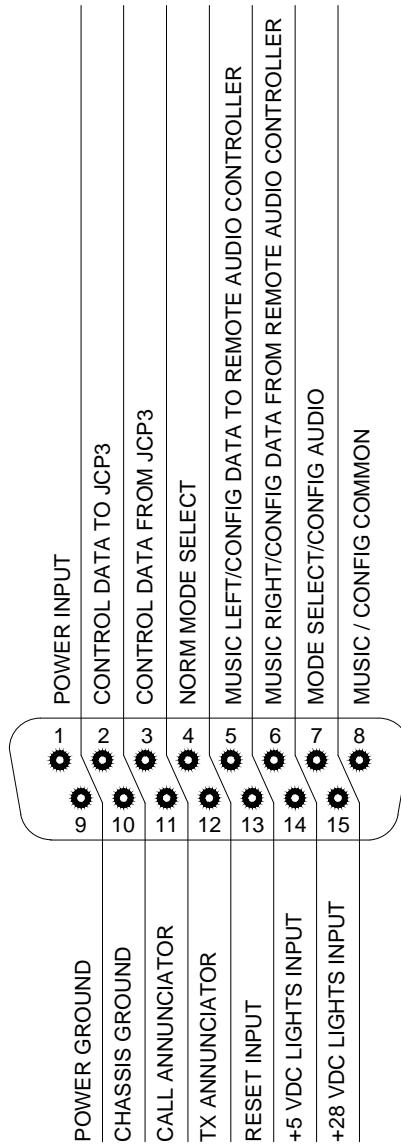 POWER INPUT
CONTROL DATA TO JCP3
CONTROL DATA FROM JCP3
NORM MODE SELECT
MUSIC LEFT/CONFIG DATA TO REMOTE AUDIO CONTROLLER
MUSIC RIGHT/CONFIG DATA FROM REMOTE AUDIO CONTROLLER
MODE SELECT/CONFIG AUDIO
MUSIC / CONFIG COMMON
1 2 3 4 5 6 7 8
9 10 11 12 13 14 15
POWER GROUND
CHASSIS GROUND
CALL ANNUNCIATOR
TX ANNUNCIATOR
RESET INPUT
+5 VDC LIGHTS INPUT
+28 VDC LIGHTS INPUT